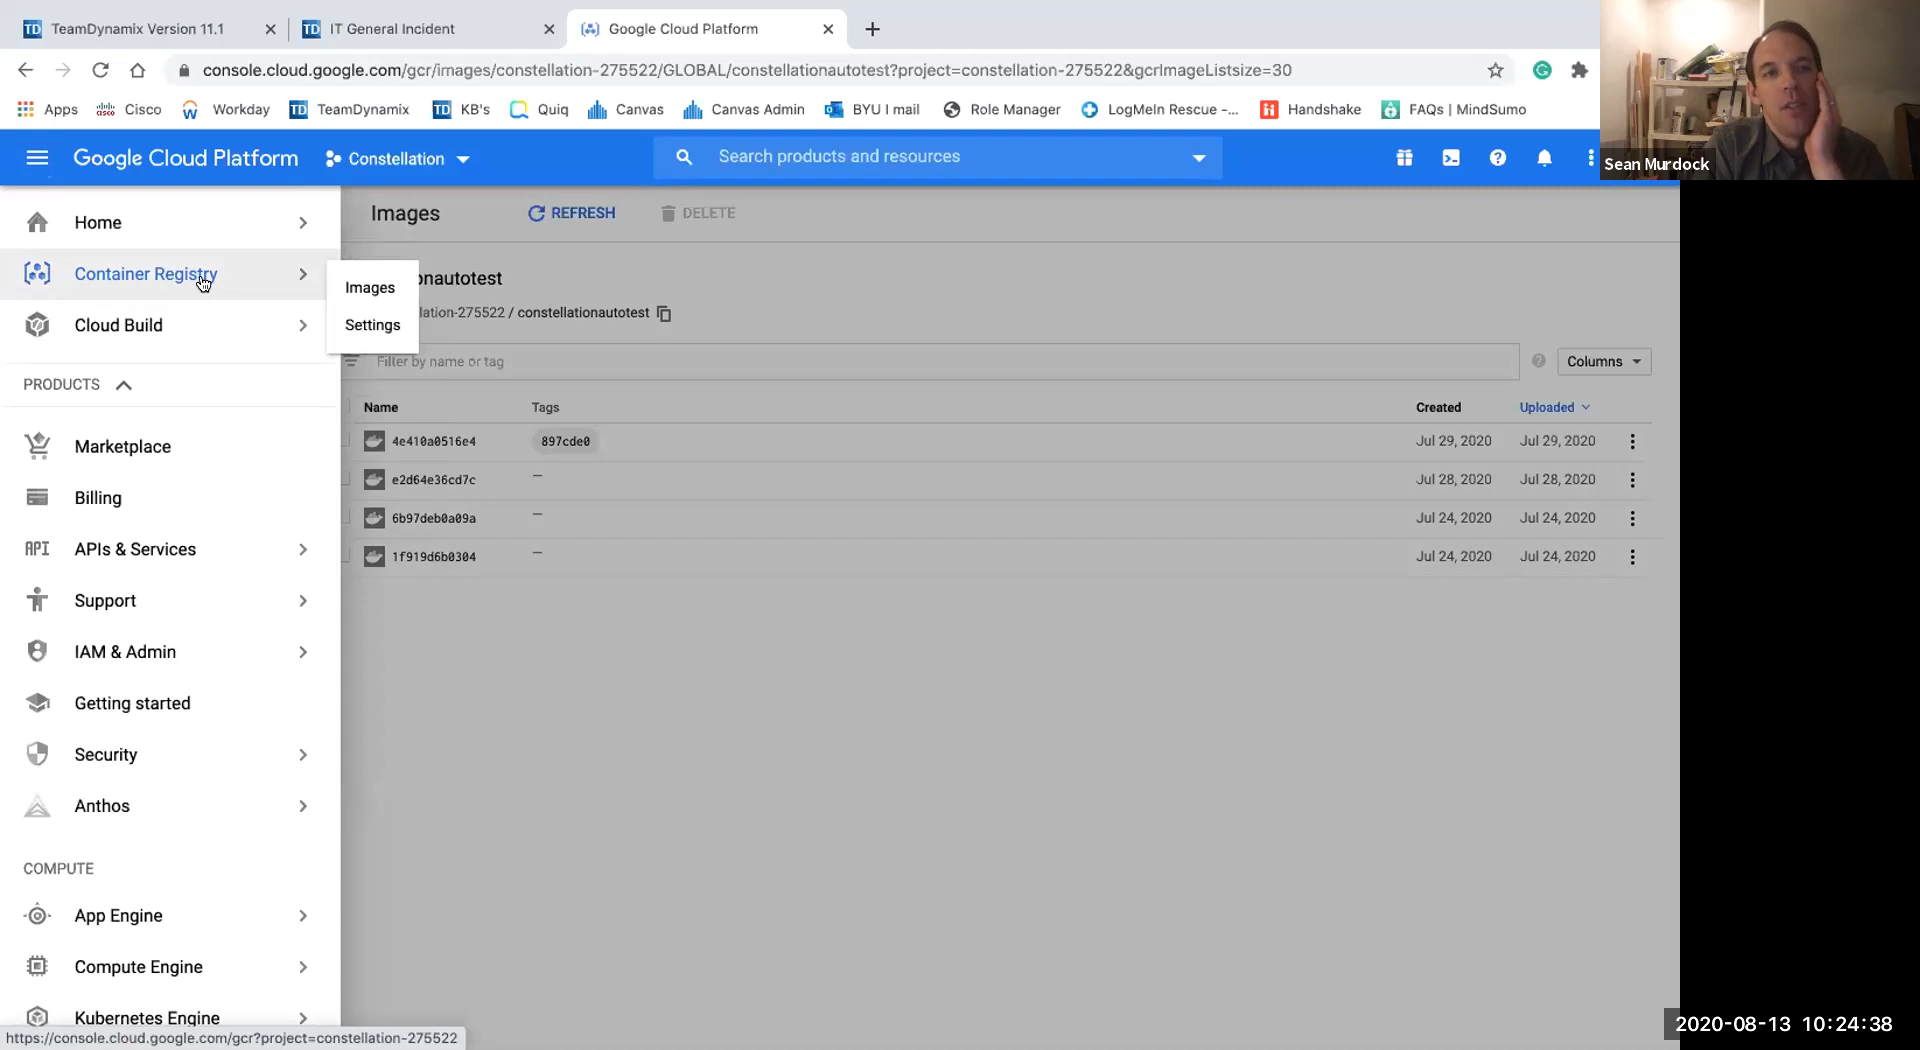 TD TeamDynamix Version 11.1
TD IT General Incident
Google Cloud Platform
console.cloud.google.com/gcr/images/constellation-275522/GLOBAL/constellationautotest?project=constellation-275522&gcrImageListsize=30
Apps
cisco Cisco
Workday
TD TeamDynamix
TD KB's
Quiq
Canvas
Canvas Admin
BYU I mail
Role Manager
LogMeIn Rescue -...
Handshake
FAQs | MindSumo
Sean Murdock
Google Cloud Platform
Constellation
Search products and resources
Home
Container Registry
Cloud Build
PRODUCTS
Marketplace
Billing
API APIs & Services
Support
IAM & Admin
Getting started
Security
Anthos
COMPUTE
App Engine
Compute Engine
Kubernetes Engine
https://console.cloud.google.com/gcr?project=constellation-275522
Images
Settings
Images
REFRESH
DELETE
onautotest
lation-275522 / constellationautotest
Filter by name or tag
Columns
Name Tags Created Uploaded
4e410a0516e4 897cde0 Jul 29, 2020 Jul 29, 2020
e2d64e36cd7c — Jul 28, 2020 Jul 28, 2020
6b97deb0a09a — Jul 24, 2020 Jul 24, 2020
1f919d6b0304 — Jul 24, 2020 Jul 24, 2020
2020-08-13 10:24:38